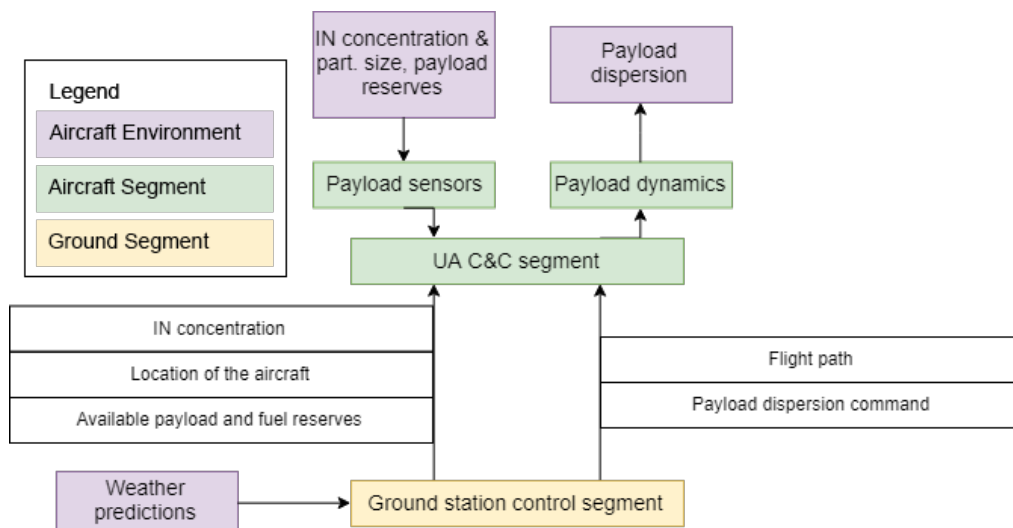 IN concentration &
part. size, payload
reserves
Payload
dispersion
Legend
Aircraft Environment
Aircraft Segment
Ground Segment
Payload sensors
Payload dynamics
UA C&C segment
IN concentration
Location of the aircraft
Available payload and fuel reserves
Flight path
Payload dispersion command
Weather
predictions
Ground station control segment